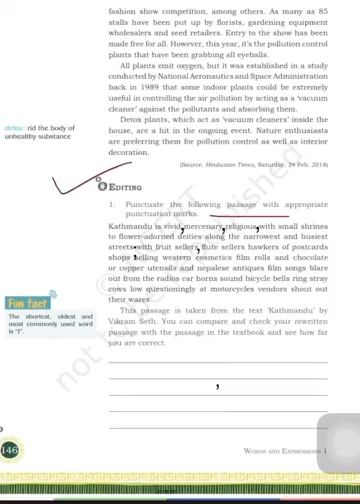 fashion show competition, among others. As many as 85
stalls have been put up by florists, gardening equipment
wholesalers and seed retailers. Entry to the show has been
made free for all. However, this year, it's the pollution control
plants that have been grabbing all eyeballs.
All plants emit oxygen, but it was established in a study
conducted by National Aeronautics and Space Administration
back in 1989 that some indoor plants could be extremely
useful in controlling the air pollution by acting as a 'vacuum
cleaner' against the pollutants and absorbing them.
detox: rid the body of
unhealthy substance
Detox plants, which act as 'vacuum cleaners' inside the
house, are a hit in the ongoing event. Nature enthusiasts
are preferring them for pollution control as well as interior
decoration.
(Source: Hindustan Times, Saturday, 24 Feb. 2018)
EDITING
1. Punctuate the following passage with appropriate
punctuation marks.
Kathmandu is vivid, mercenary, religious, with small shrines
to flower-adorned deities along the narrowest and busiest
streets, with fruit sellers, flute sellers hawkers of postcards
shops, selling western cosmetics film rolls and chocolate
or copper utensils and nepalese antiques film songs blare
out from the radios car horns sound bicycle bells ring stray
cows low questioningly at motorcycles vendors shout out
their wares
Fun fact
The shortest, oldest and
most commonly used word
is "I".
This passage is taken from the text 'Kathmandu' by
Vikram Seth. You can compare and check your rewritten
passage with the passage in the textbook and see how far
you are correct.
,
146
WORDS AND EXPRESSIONS 1